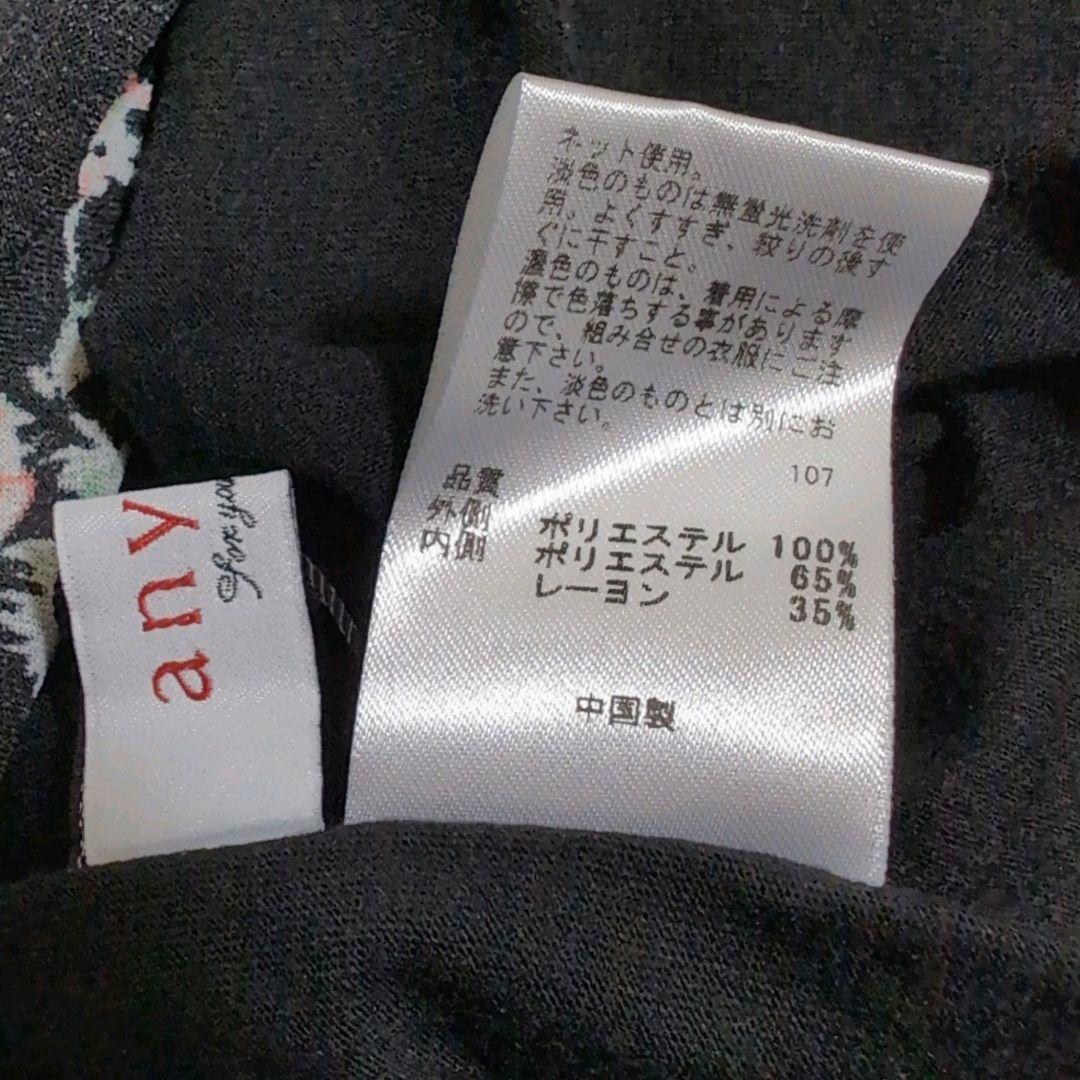 ネット使用。
淡色のものは無蛍光洗剤を使
用。よくすすぎ、絞りの後す
ぐに干すこと。
濃色のものは、着用による摩
擦で色落ちする事があります
ので、組み合せの衣服にご注
意下さい。
また、淡色のものとは別にお
洗い下さい。
107
品質
外側 ポリエステル 100%
内側 ポリエステル 65%
レーヨン 35%
中国製
any
for you